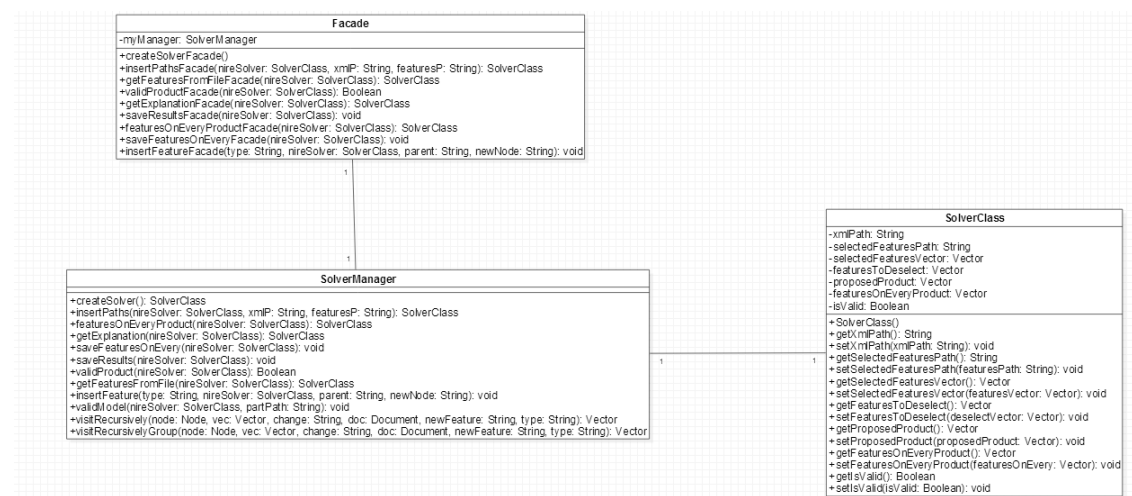 Facade
-myManager: SolverManager
+createSolverFacade()
+insertPathsFacade(nireSolver: SolverClass, xmlP: String, featuresP: String): SolverClass
+getFeaturesFromFileFacade(nireSolver: SolverClass): SolverClass
+validProductFacade(nireSolver: SolverClass): Boolean
+getExplanationFacade(nireSolver: SolverClass): SolverClass
+saveResultsFacade(nireSolver: SolverClass): void
+featuresOnEveryProductFacade(nireSolver: SolverClass): SolverClass
+saveFeaturesOnEveryFacade(nireSolver: SolverClass): void
+insertFeatureFacade(type: String, nireSolver: SolverClass, parent: String, newNode: String): void
1
1
SolverManager
+createSolver(): SolverClass
+insertPaths(nireSolver: SolverClass, xmlP: String, featuresP: String): SolverClass
+featuresOnEveryProduct(nireSolver: SolverClass): SolverClass
+getExplanation(nireSolver: SolverClass): SolverClass
+saveFeaturesOnEvery(nireSolver: SolverClass): void
+saveResults(nireSolver: SolverClass): void
+validProduct(nireSolver: SolverClass): Boolean
+getFeaturesFromFile(nireSolver: SolverClass): SolverClass
+insertFeature(type: String, nireSolver: SolverClass, parent: String, newNode: String): void
+validModel(nireSolver: SolverClass, partPath: String): void
+visitRecursively(node: Node, vec: Vector, change: String, doc: Document, newFeature: String, type: String): Vector
+visitRecursivelyGroup(node: Node, vec: Vector, change: String, doc: Document, newFeature: String, type: String): Vector
1
1
SolverClass
-xmlPath: String
-selectedFeaturesPath: String
-selectedFeaturesVector: Vector
-featuresToDeselect: Vector
-proposedProduct: Vector
-featuresOnEveryProduct: Vector
-isValid: Boolean
+SolverClass()
+getXmlPath(): String
+setXmlPath(xmlPath: String): void
+getSelectedFeaturesPath(): String
+setSelectedFeaturesPath(featuresPath: String): void
+getSelectedFeaturesVector(): Vector
+setSelectedFeaturesVector(featuresVector: Vector): void
+getFeaturesToDeselect(): Vector
+setFeaturesToDeselect(deselectVector: Vector): void
+getProposedProduct(): Vector
+setProposedProduct(proposedProduct: Vector): void
+getFeaturesOnEveryProduct(): Vector
+setFeaturesOnEveryProduct(featuresOnEvery: Vector): void
+getIsValid(): Boolean
+setIsValid(isValid: Boolean): void